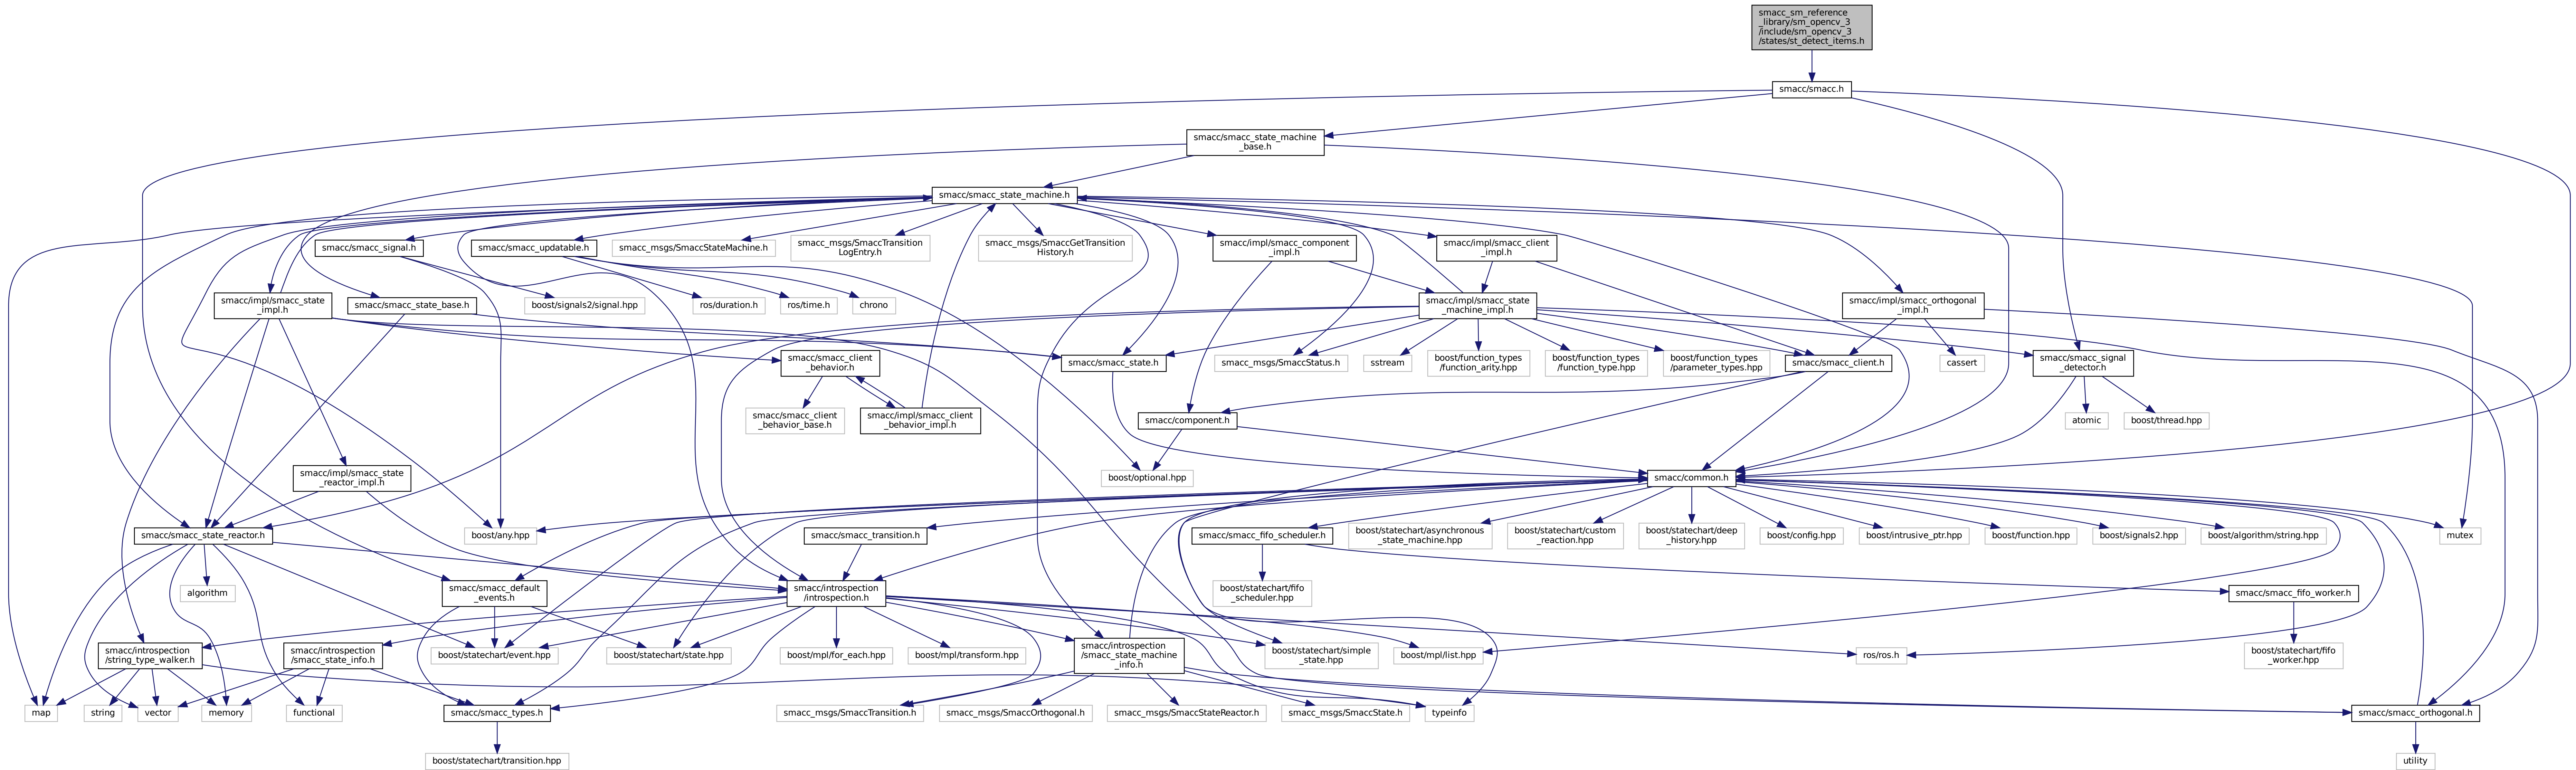 smacc_sm_reference
_library/sm_opencv_3
/include/sm_opencv_3
/states/st_detect_items.h
smacc/smacc.h
smacc/smacc_state_machine
_base.h
smacc/smacc_state_machine.h
smacc/smacc_signal.h
smacc/smacc_updatable.h
smacc_msgs/SmaccStateMachine.h
smacc_msgs/SmaccTransition
LogEntry.h
smacc_msgs/SmaccGetTransition
History.h
smacc/impl/smacc_component
_impl.h
smacc/impl/smacc_client
_impl.h
smacc/impl/smacc_state
_impl.h
smacc/smacc_state_base.h
boost/signals2/signal.hpp
ros/duration.h
ros/time.h
chrono
smacc/impl/smacc_state
_machine_impl.h
smacc/impl/smacc_orthogonal
_impl.h
smacc/smacc_client
_behavior.h
smacc/smacc_state.h
smacc_msgs/SmaccStatus.h
sstream
boost/function_types
/function_arity.hpp
boost/function_types
/function_type.hpp
boost/function_types
/parameter_types.hpp
smacc/smacc_client.h
cassert
smacc/smacc_signal
_detector.h
smacc/smacc_client
_behavior_base.h
smacc/impl/smacc_client
_behavior_impl.h
smacc/component.h
atomic
boost/thread.hpp
smacc/impl/smacc_state
_reactor_impl.h
boost/optional.hpp
smacc/common.h
smacc/smacc_state_reactor.h
boost/any.hpp
smacc/smacc_transition.h
smacc/smacc_fifo_scheduler.h
boost/statechart/asynchronous
_state_machine.hpp
boost/statechart/custom
_reaction.hpp
boost/statechart/deep
_history.hpp
boost/config.hpp
boost/intrusive_ptr.hpp
boost/function.hpp
boost/signals2.hpp
boost/algorithm/string.hpp
mutex
algorithm
smacc/smacc_default
_events.h
smacc/introspection
/introspection.h
boost/statechart/fifo
_scheduler.hpp
smacc/smacc_fifo_worker.h
smacc/introspection
/string_type_walker.h
smacc/introspection
/smacc_state_info.h
boost/statechart/event.hpp
boost/statechart/state.hpp
boost/mpl/for_each.hpp
boost/mpl/transform.hpp
smacc/introspection
/smacc_state_machine
_info.h
boost/statechart/simple
_state.hpp
boost/mpl/list.hpp
ros/ros.h
boost/statechart/fifo
_worker.hpp
map
string
vector
memory
functional
smacc/smacc_types.h
smacc_msgs/SmaccTransition.h
smacc_msgs/SmaccOrthogonal.h
smacc_msgs/SmaccStateReactor.h
smacc_msgs/SmaccState.h
typeinfo
smacc/smacc_orthogonal.h
boost/statechart/transition.hpp
utility